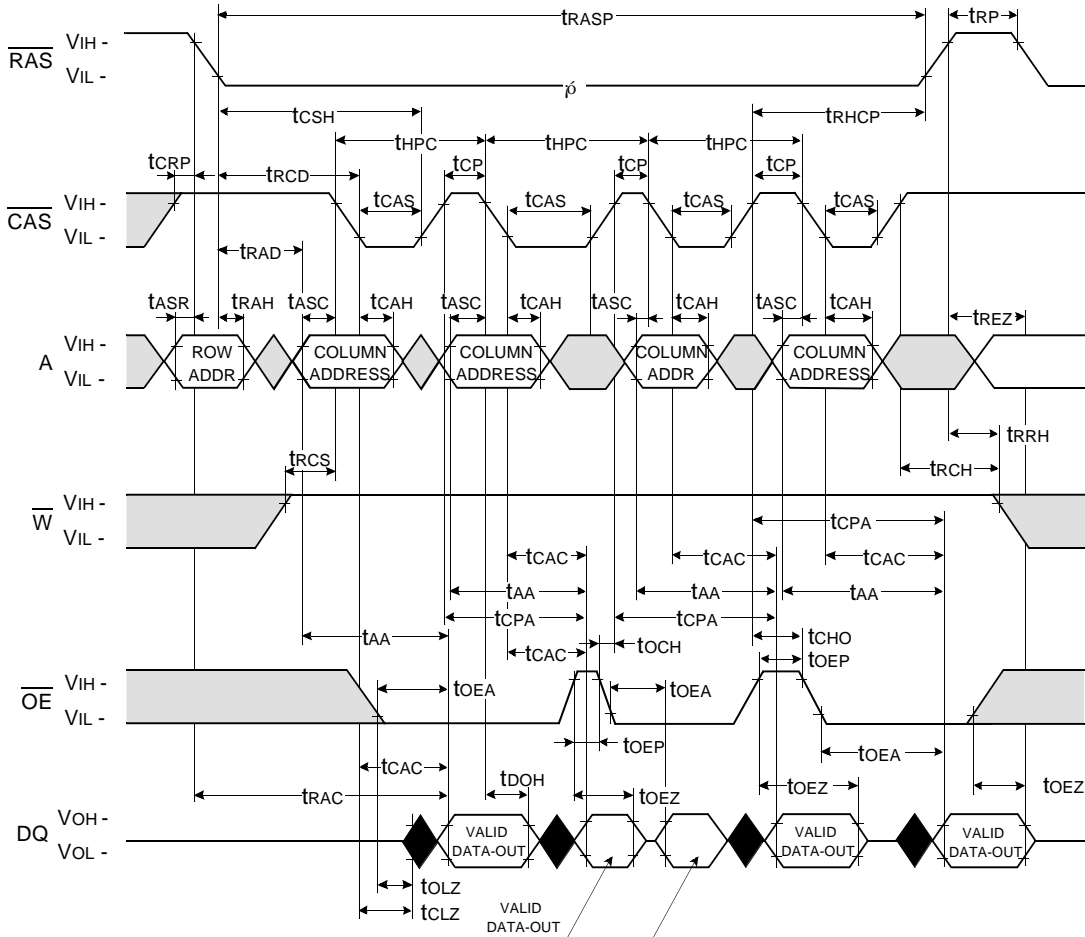 tRASP
tRP
RAS
VIH -
VIL -
tCSH
tRHCP
tHPC
tHPC
tHPC
tCRP
tRCD
tCP
tCP
tCP
CAS
VIH -
VIL -
tCAS
tCAS
tCAS
tCAS
tRAD
tASR
tRAH
tASC
tCAH
tASC
tCAH
tASC
tCAH
tASC
tCAH
tREZ
A
VIH -
VIL -
ROW
ADDR
COLUMN
ADDRESS
COLUMN
ADDRESS
COLUMN
ADDR
COLUMN
ADDRESS
tRRH
tRCS
tRCH
W
VIH -
VIL -
tCPA
tCAC
tCAC
tCAC
tAA
tAA
tAA
tCPA
tCPA
tAA
tOCH
tCHO
tCAC
tOEP
OE
VIH -
VIL -
tOEA
tOEA
tOEP
tOEA
tCAC
tDOH
tOEZ
tOEZ
tOEZ
tRAC
DQ
VOH -
VOL -
VALID
DATA-OUT
VALID
DATA-OUT
VALID
DATA-OUT
tOLZ
tCLZ
VALID
DATA-OUT